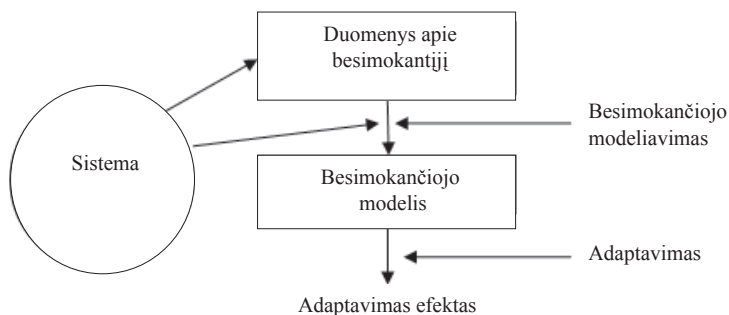 Duomenys apie
besimokantįjį
Besimokančiojo
modeliavimas
Sistema
Besimokančiojo
modelis
Adaptavimas
Adaptavimas efektas